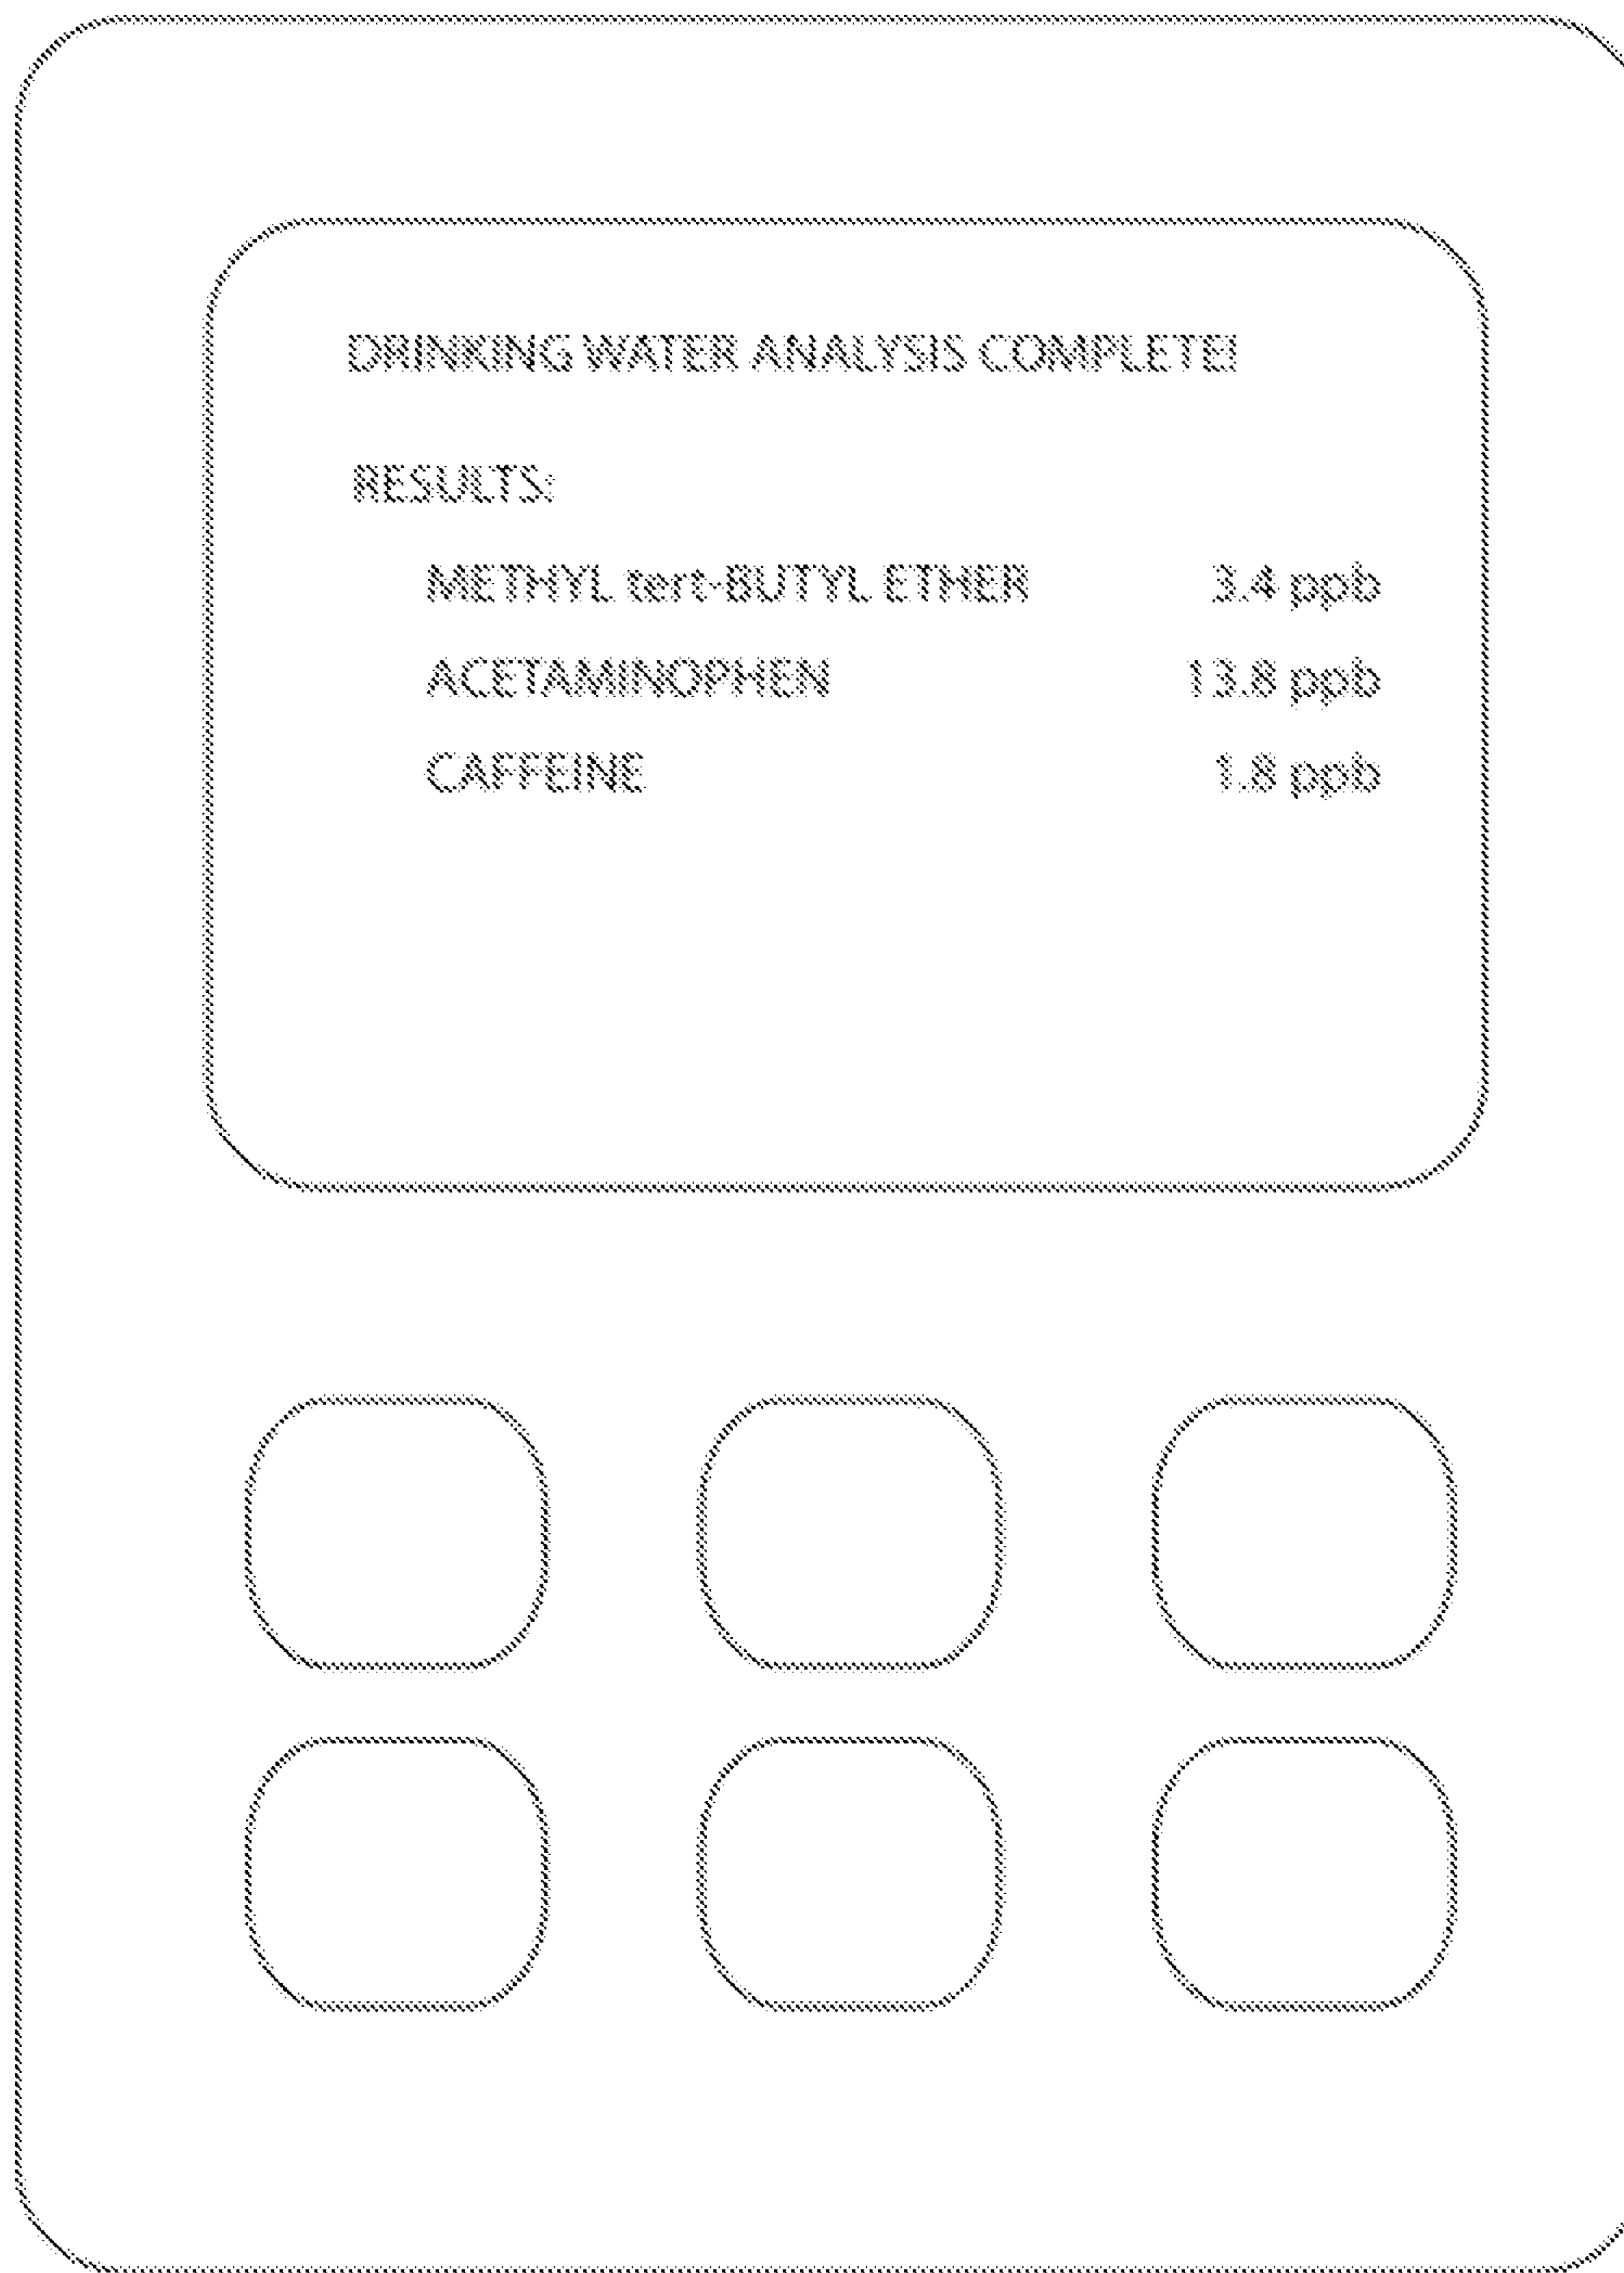 DRINKING WATER ANALYSIS COMPLETE!
RESULTS:
METHYL tert-BUTYL ETHER 3.4 ppb
ACETAMINOPHEN 13.8 ppb
CAFFEINE 1.8 ppb